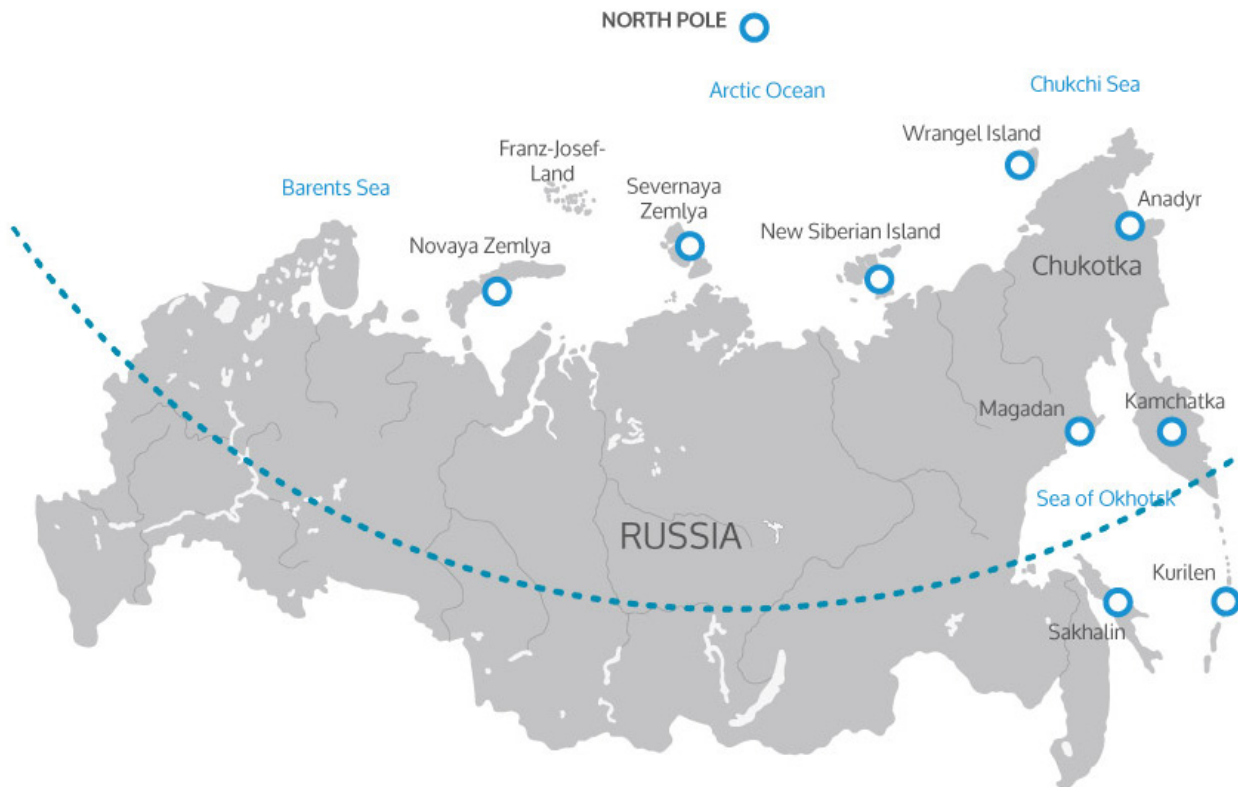 NORTH POLE
Arctic Ocean
Chukchi Sea
Wrangel Island
Franz-Josef-
Land
Barents Sea
Severnaya
Zemlya
Anadyr
New Siberian Island
Novaya Zemlya
Chukotka
Magadan
Kamchatka
Sea of Okhotsk
RUSSIA
Kurilen
Sakhalin